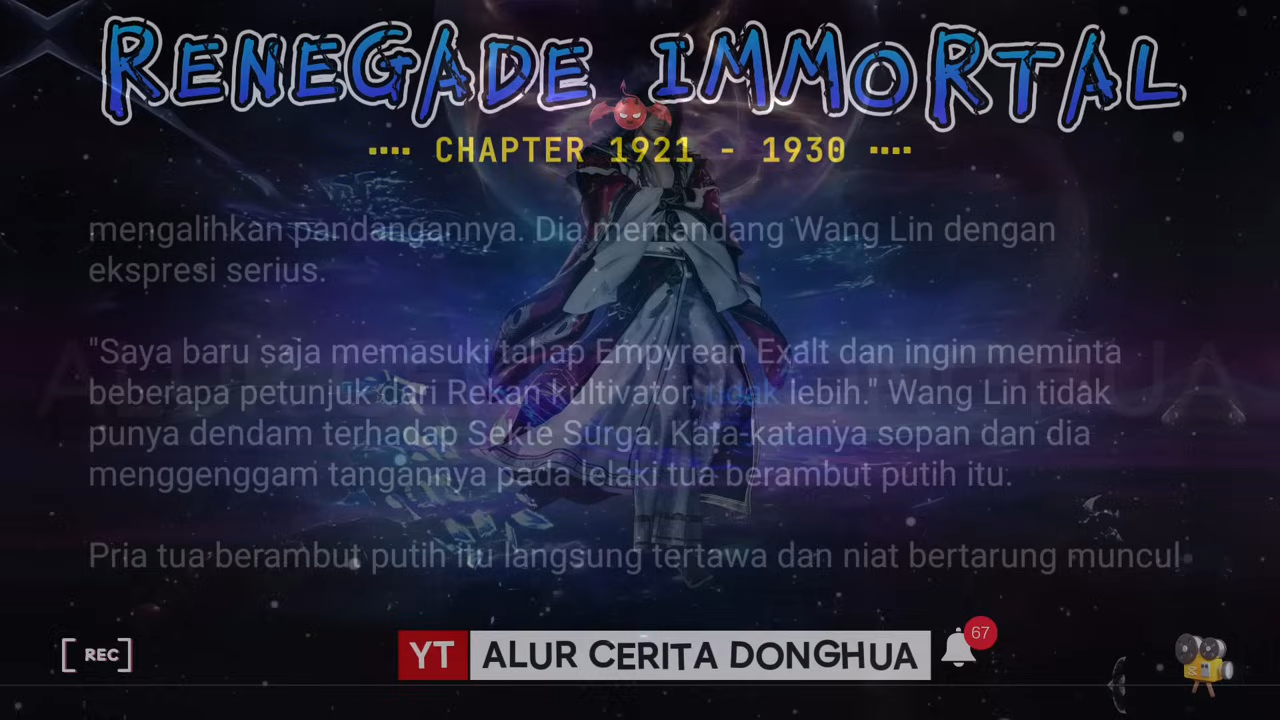 RENEGADE IMMORTAL
CHAPTER 1921 - 1930
mengalihkan pandangannya. Dia memandang Wang Lin dengan
ekspresi serius.
"Saya baru saja memasuki tahap Empyrean Exalt dan ingin meminta
beberapa petunjuk dari Rekan kultivator, tidak lebih." Wang Lin tidak
punya dendam terhadap Sekte Surga. Kata-katanya sopan dan dia
menggenggam tangannya pada lelaki tua berambut putih itu.
Pria tua berambut putih itu langsung tertawa dan niat bertarung muncul
REC
YT ALUR CERITA DONGHUA
67